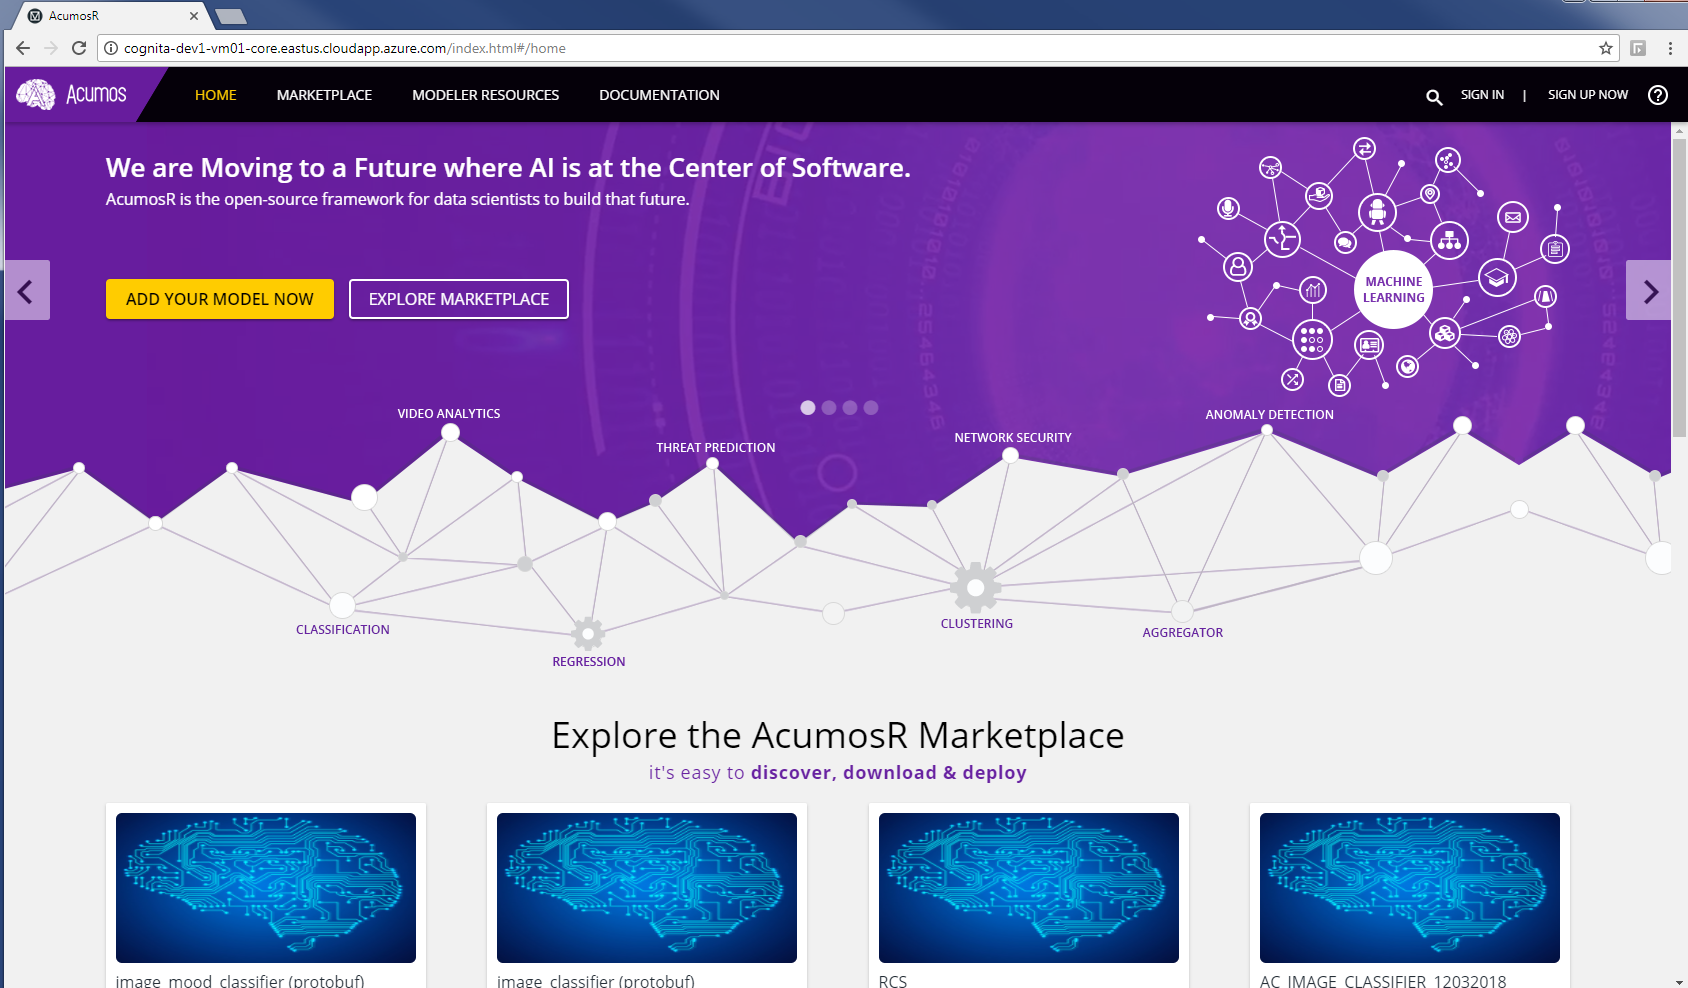 AcumosR
cognita-dev1-vm01-core.eastus.cloudapp.azure.com/index.html#/home
Acumos
HOME MARKETPLACE MODELER RESOURCES DOCUMENTATION
SIGN IN | SIGN UP NOW ?
We are Moving to a Future where AI is at the Center of Software.
AcumosR is the open-source framework for data scientists to build that future.
ADD YOUR MODEL NOW EXPLORE MARKETPLACE
MACHINE
LEARNING
VIDEO ANALYTICS
THREAT PREDICTION
NETWORK SECURITY
ANOMALY DETECTION
CLASSIFICATION
REGRESSION
CLUSTERING
AGGREGATOR
Explore the AcumosR Marketplace
it's easy to discover, download & deploy
image_mood_classifier (protobuf) image_classifier (protobuf) RCS AC_IMAGE_CLASSIFIER_12032018